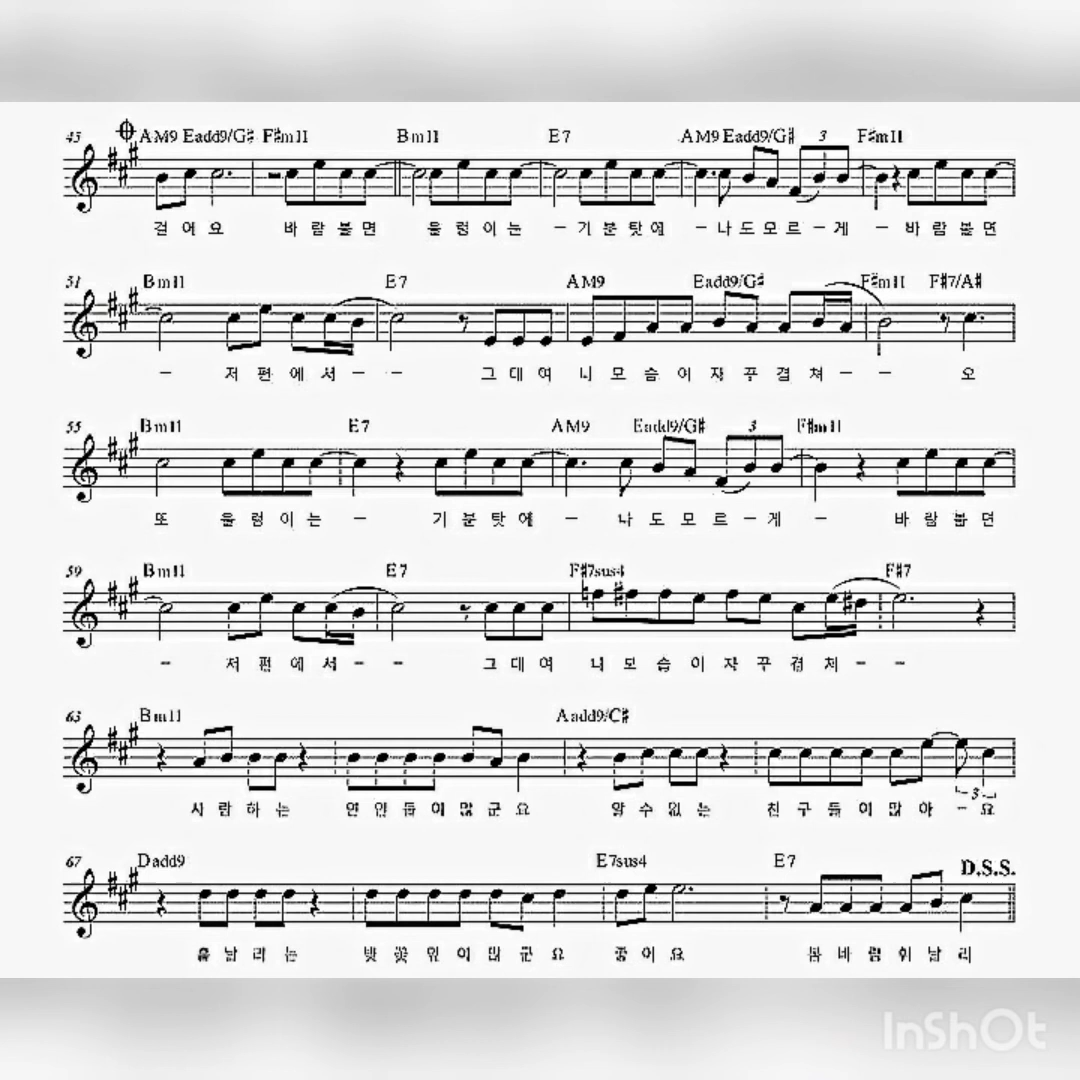 45 AM9 Eadd9/G# F#m11 Bm11 E7 AM9 Eadd9/G# 3 F#m11
걸어요 바람불면 울렁이는 - 기분탓에 - 나도모르 - 게 - 바람불면
51 Bm11 E7 AM9 Eadd9/G# F#m11 F#7/A#
- 저편에서 - - 그대여 니모습이자꾸겹쳐 - - 오
55 Bm11 E7 AM9 Eadd9/G# 3 F#m11
또 울렁이는 - 기분탓에 - 나도모르 - 게 - 바람불면
59 Bm11 E7 F#7sus4 F#7
- 저편에서 - - 그대여 니모습이자꾸겹쳐 - -
63 Bm11 Aadd9/C#
사람하는 연인들이많군요 알수없는 친구들이많아 - 요
3
67 Dadd9 E7sus4 E7 D.S.S.
흩날리는 벚꽃잎이많군요 좋아요 봄바람휘날리
InShOt